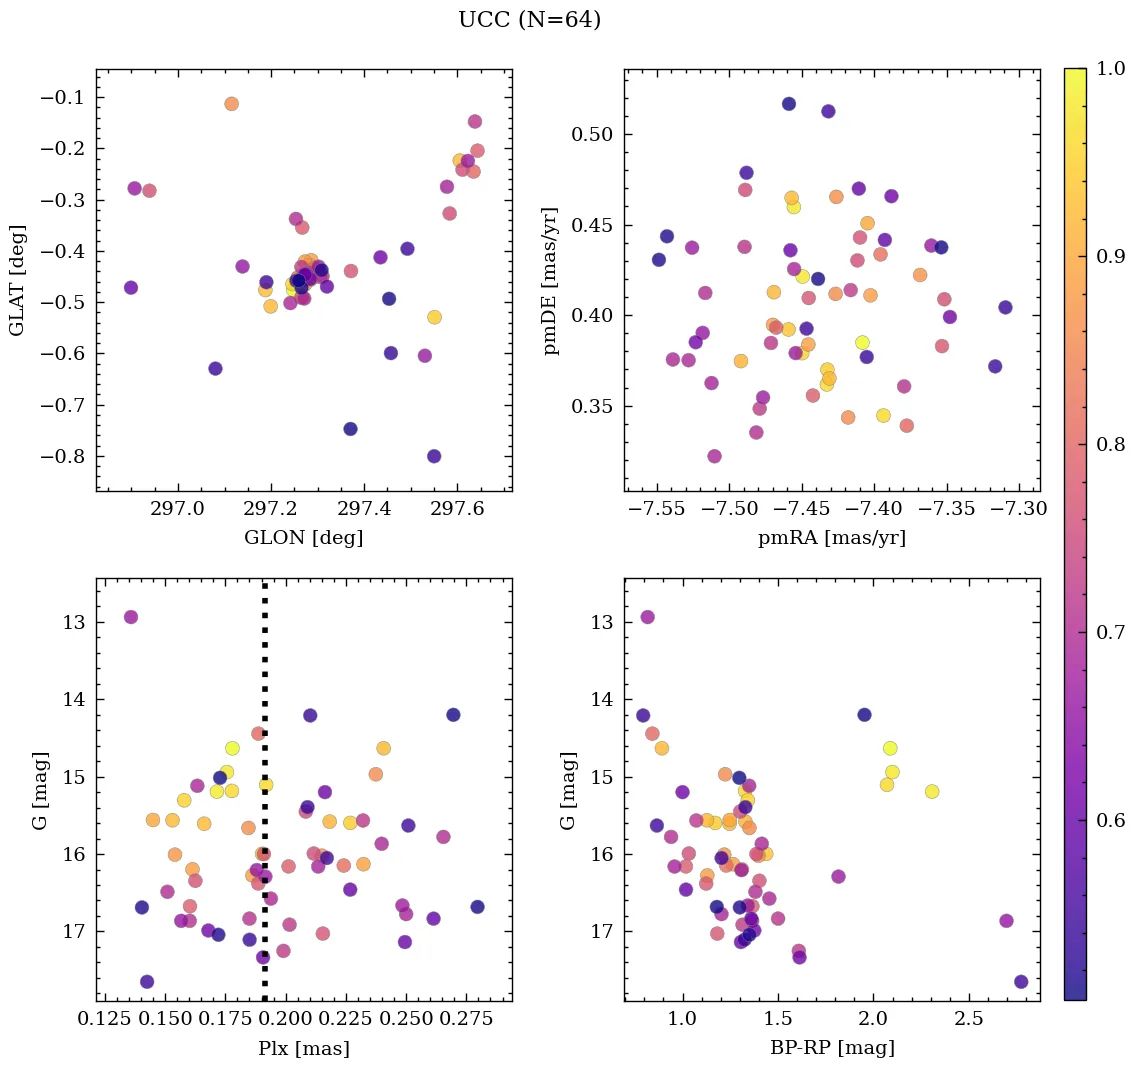 UCC (N=64)
−0.1
−0.2
−0.3
−0.4
−0.5
−0.6
−0.7
−0.8
GLAT [deg]
297.0 297.2 297.4 297.6
GLON [deg]
0.50
0.45
0.40
0.35
pmDE [mas/yr]
−7.55 −7.50 −7.45 −7.40 −7.35 −7.30
pmRA [mas/yr]
13
14
15
16
17
G [mag]
0.125 0.150 0.175 0.200 0.225 0.250 0.275
Plx [mas]
13
14
15
16
17
G [mag]
1.0 1.5 2.0 2.5
BP-RP [mag]
1.0
0.9
0.8
0.7
0.6